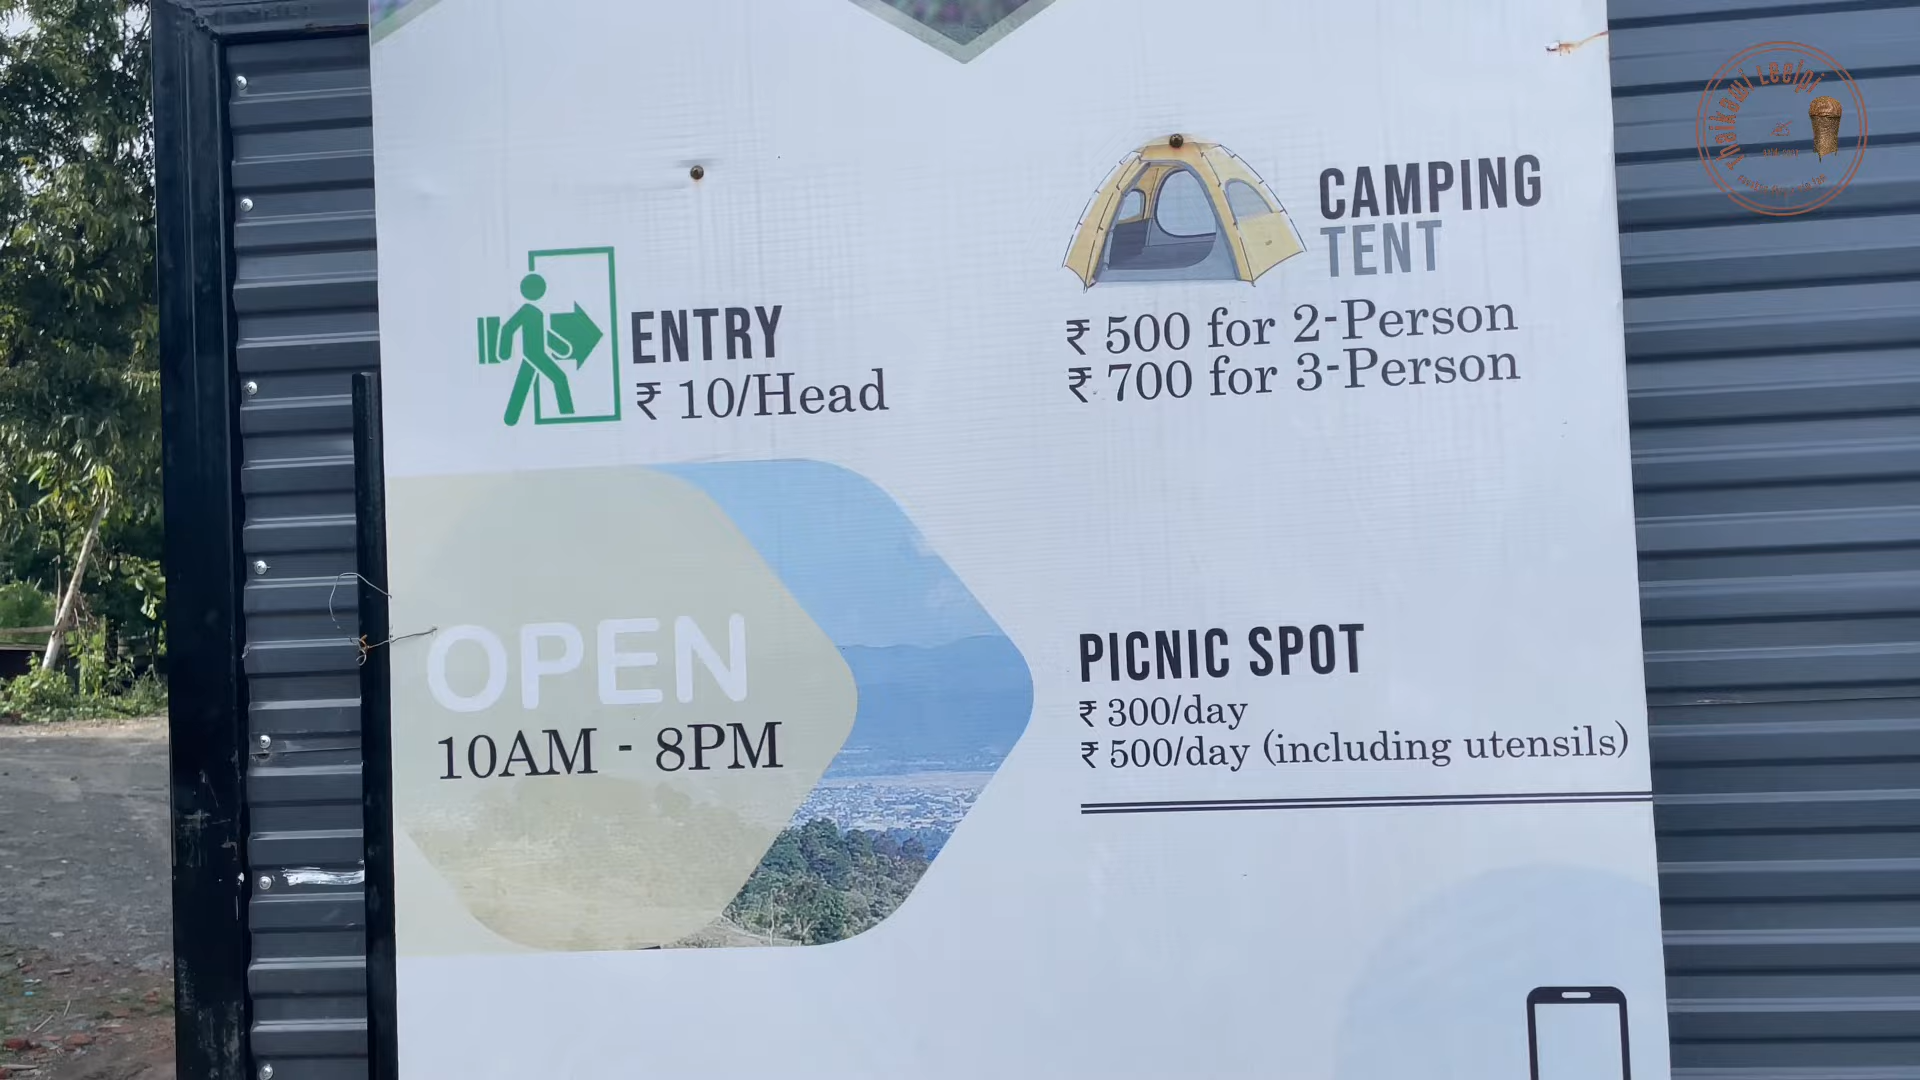 CAMPING
TENT
₹ 500 for 2-Person
₹ 700 for 3-Person
ENTRY
₹ 10/Head
OPEN
10AM - 8PM
PICNIC SPOT
₹ 300/day
₹ 500/day (including utensils)